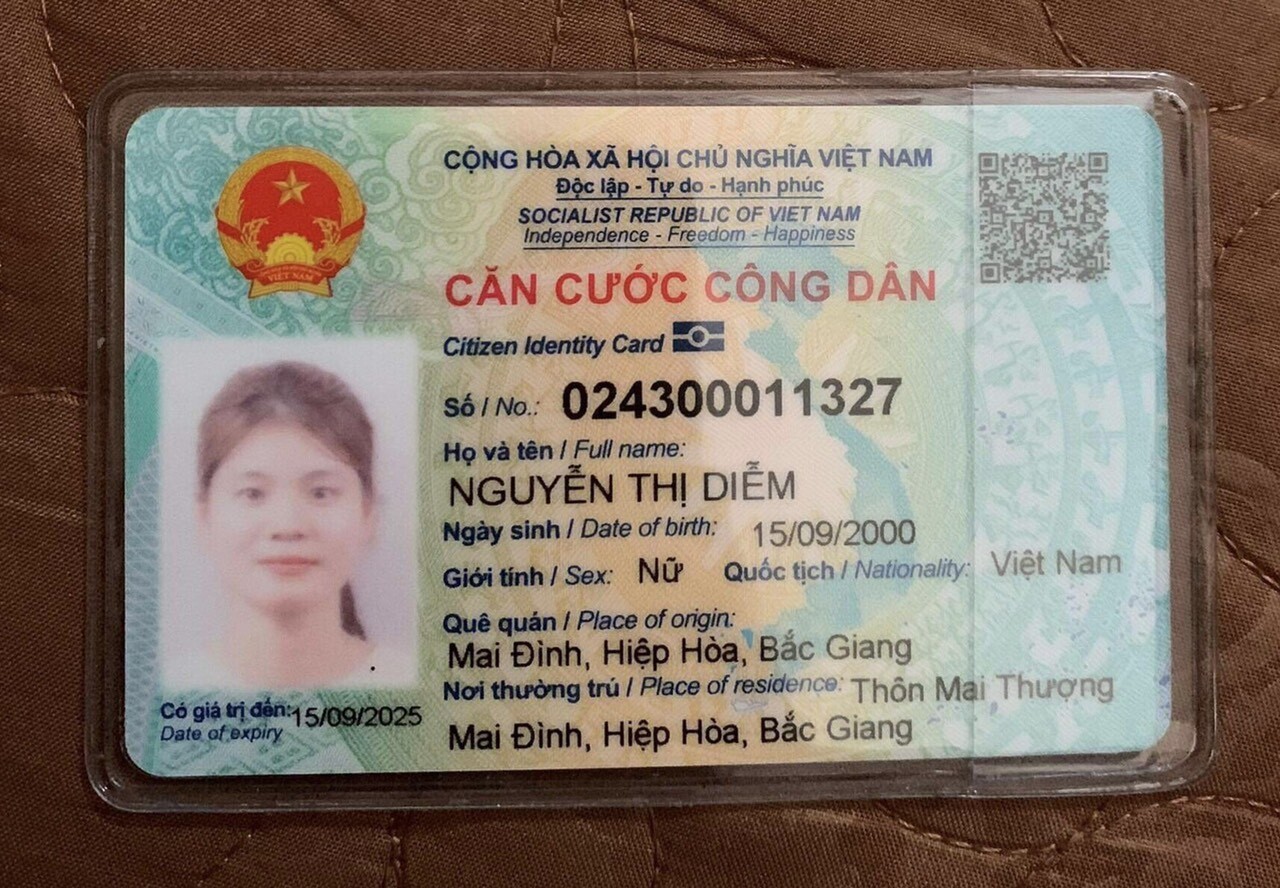 CỘNG HÒA XÃ HỘI CHỦ NGHĨA VIỆT NAM
Độc lập - Tự do - Hạnh phúc
SOCIALIST REPUBLIC OF VIET NAM
Independence - Freedom - Happiness
CĂN CƯỚC CÔNG DÂN
Citizen Identity Card
VIỆT NAM
Số / No.: 024300011327
Họ và tên / Full name:
NGUYỄN THỊ DIỄM
Ngày sinh / Date of birth: 15/09/2000
Giới tính / Sex: Nữ Quốc tịch / Nationality: Việt Nam
Quê quán / Place of origin:
Mai Đình, Hiệp Hòa, Bắc Giang
Nơi thường trú / Place of residence: Thôn Mai Thượng
Mai Đình, Hiệp Hòa, Bắc Giang
Có giá trị đến: 15/09/2025
Date of expiry